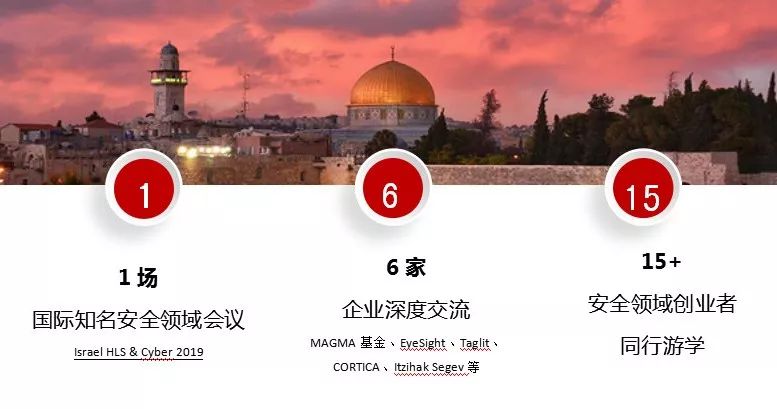 1
6
15
1 场
国际知名安全领域会议
Israel HLS & Cyber 2019
6 家
企业深度交流
MAGMA 基金、EyeSight、Taglit、
CORTICA、Itzihak Segev 等
15+
安全领域创业者
同行游学